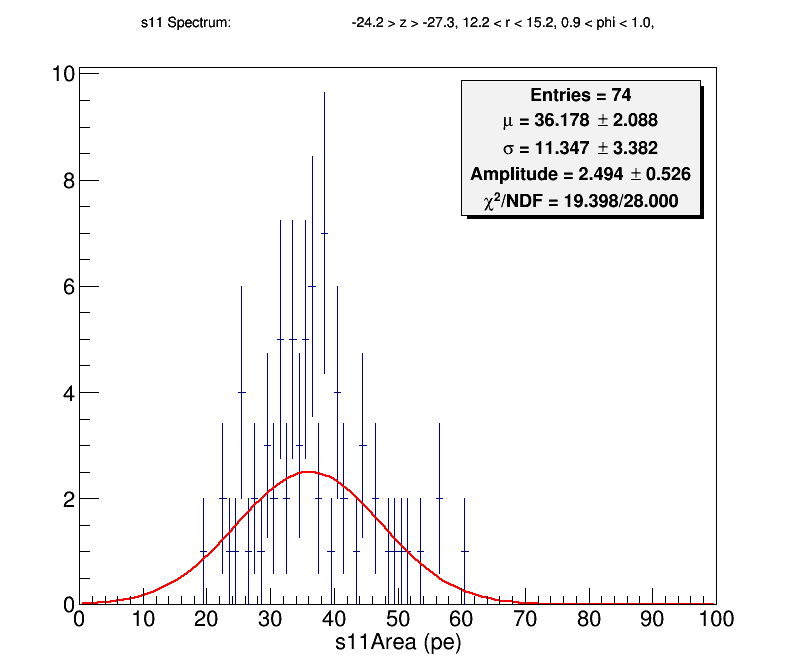 s11 Spectrum: -24.2 > z > -27.3, 12.2 < r < 15.2, 0.9 < phi < 1.0,
Entries = 74
μ = 36.178 ± 2.088
σ = 11.347 ± 3.382
Amplitude = 2.494 ± 0.526
χ²/NDF = 19.398/28.000
10
8
6
4
2
0
0 10 20 30 40 50 60 70 80 90 100
s11Area (pe)